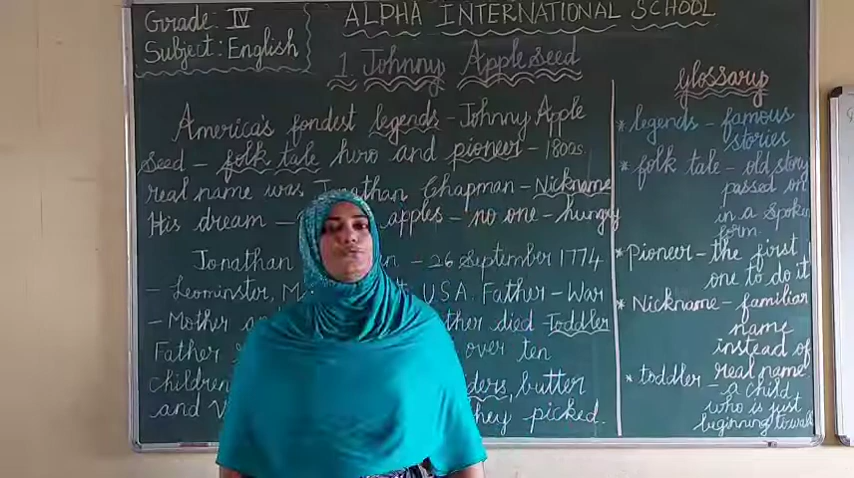 Grade: IV
Subject: English
ALPHA INTERNATIONAL SCHOOL
1. Johnny Apple seed
America's fondest legends - Johnny Apple
seed - folk tale hero and pioneer - 1800s
real name was Jonathan Chapman - Nickname
His dream - apples - no one - hungry
Jonathan - 26 September 1774
- Leominster, USA. Father - War
- Mother died - Toddler
Father over ten
children butter
and they picked.
Glossary
* legends - famous
stories
* folk tale - old story
passed on
in a spoken
form.
* Pioneer - the first
one to do it
* Nickname - familiar
name
instead of
real name
* toddler - a child
who is just
beginning to walk